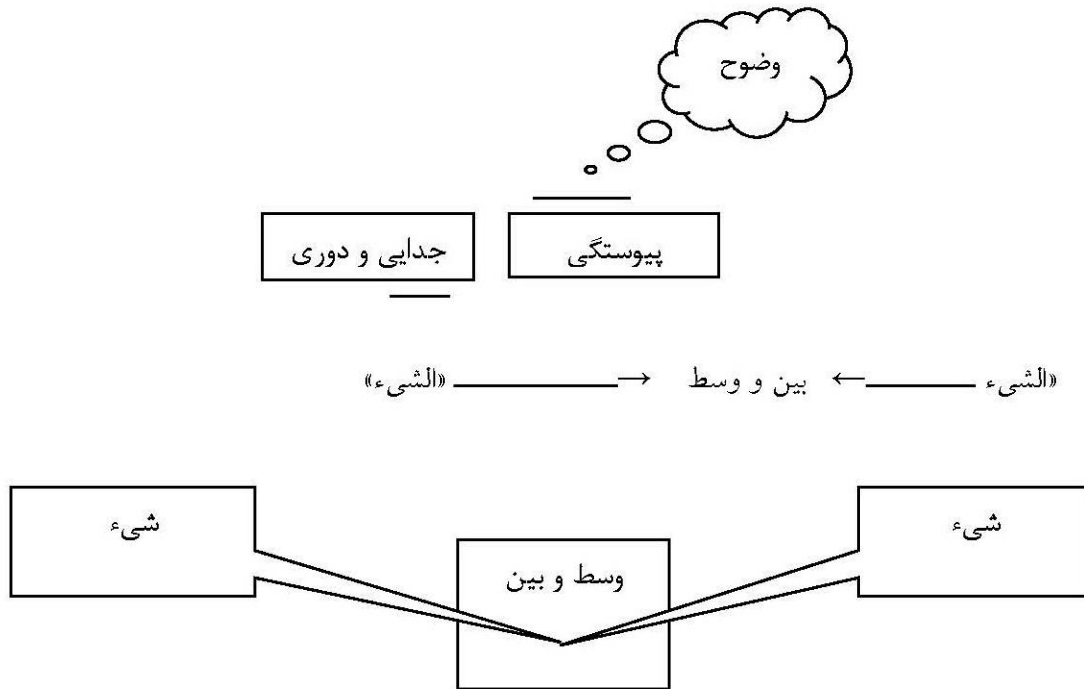 وضوح
پیوستگی
جدایی و دوری
«الشیء ← بین و وسط → الشیء»
شیء
شیء
وسط و بین